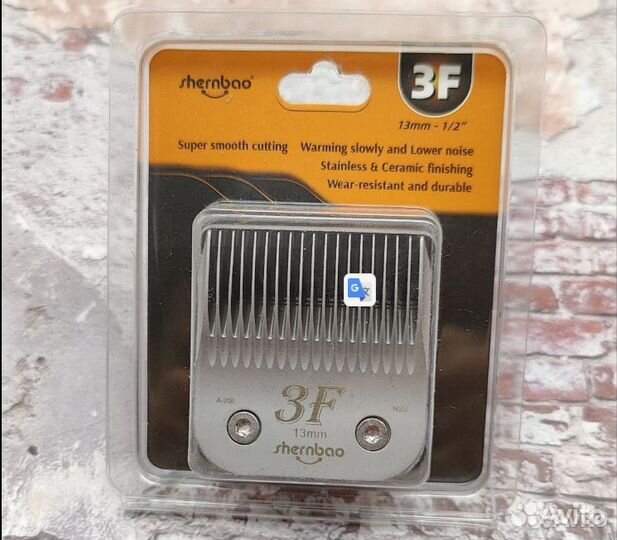 shernbao®
3F
13mm - 1/2"
Super smooth cutting
Warming slowly and Lower noise
Stainless & Ceramic finishing
Wear-resistant and durable
3F
13mm
shernbao
Avito